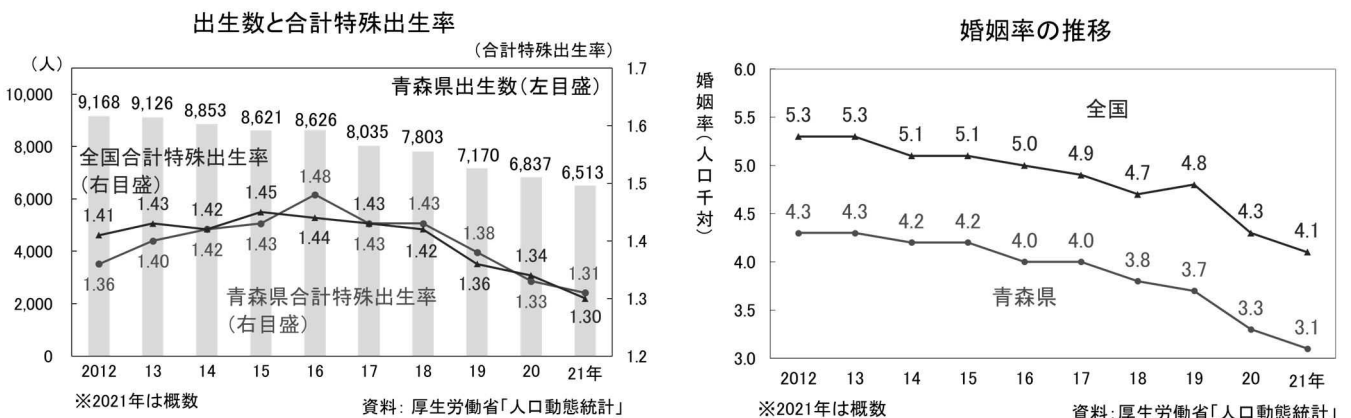 出生数と合計特殊出生率
(人)
(合計特殊出生率)
青森県出生数(左目盛)
10,000
8,000
6,000
4,000
2,000
0
1.7
1.6
1.5
1.4
1.3
1.2
9,168 9,126 8,853 8,621 8,626 8,035 7,803 7,170 6,837 6,513
全国合計特殊出生率
(右目盛)
1.41 1.43 1.42 1.45 1.44 1.43 1.42 1.36 1.34 1.30
1.36 1.40 1.42 1.43 1.48 1.43 1.43 1.38 1.33 1.31
青森県合計特殊出生率
(右目盛)
2012 13 14 15 16 17 18 19 20 21年
※2021年は概数
資料:厚生労働省「人口動態統計」
婚姻率の推移
婚姻率(人口千対)
6.0
5.5
5.0
4.5
4.0
3.5
3.0
全国
5.3 5.3 5.1 5.1 5.0 4.9 4.7 4.8 4.3 4.1
4.3 4.3 4.2 4.2 4.0 4.0 3.8 3.7 3.3 3.1
青森県
2012 13 14 15 16 17 18 19 20 21年
※2021年は概数
資料:厚生労働省「人口動態統計」